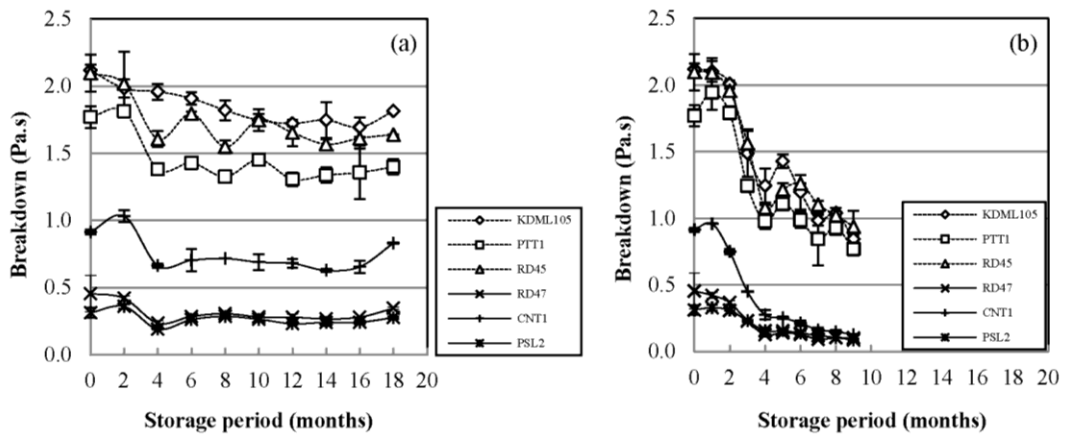 2.5
2.0
1.5
1.0
0.5
0.0
Breakdown (Pa.s)
(a)
KDML105
PTT1
RD45
RD47
CNT1
PSL2
0 2 4 6 8 10 12 14 16 18 20
Storage period (months)
2.5
2.0
1.5
1.0
0.5
0.0
Breakdown (Pa.s)
(b)
KDML105
PTT1
RD45
RD47
CNT1
PSL2
0 2 4 6 8 10 12 14 16 18 20
Storage period (months)